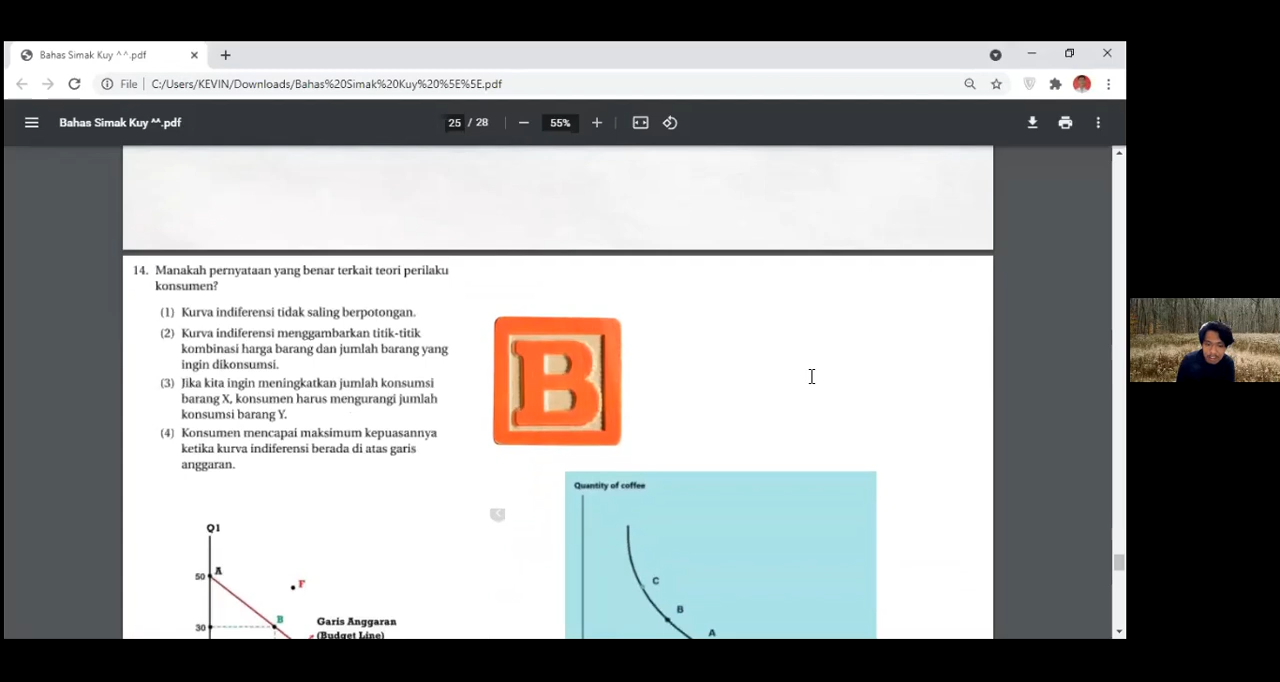 Bahas Simak Kuy ^^.pdf
File
C:/Users/KEVIN/Downloads/Bahas%20Simak%20Kuy%20%5E%5E.pdf
Bahas Simak Kuy ^^.pdf
25 / 28
55%
14. Manakah pernyataan yang benar terkait teori perilaku
konsumen?
(1) Kurva indiferensi tidak saling berpotongan.
(2) Kurva indiferensi menggambarkan titik-titik
kombinasi harga barang dan jumlah barang yang
ingin dikonsumsi.
(3) Jika kita ingin meningkatkan jumlah konsumsi
barang X, konsumen harus mengurangi jumlah
konsumsi barang Y.
(4) Konsumen mencapai maksimum kepuasannya
ketika kurva indiferensi berada di atas garis
anggaran.
B
Q1
50
A
F
30
B
Garis Anggaran
(Budget Line)
Quantity of coffee
C
B
A